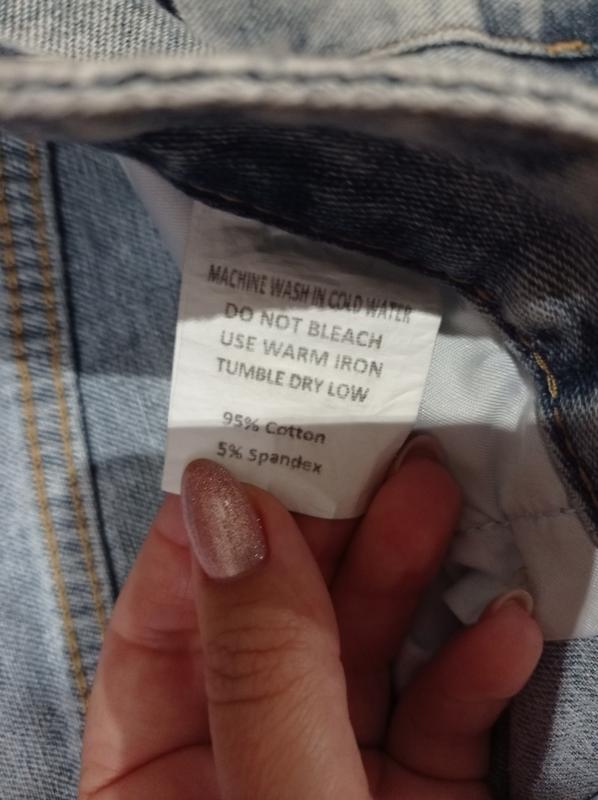 MACHINE WASH IN COLD WATER
DO NOT BLEACH
USE WARM IRON
TUMBLE DRY LOW
95% Cotton
5% Spandex